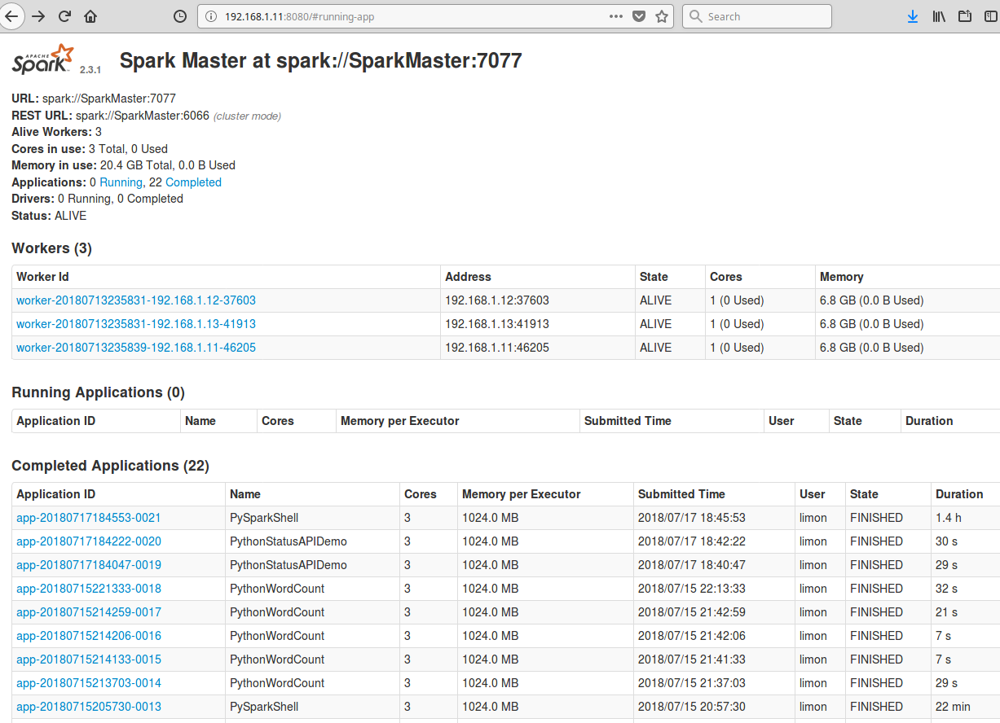 192.168.1.11:8080/#running-app
Search
APACHE
Spark 2.3.1 Spark Master at spark://SparkMaster:7077
URL: spark://SparkMaster:7077
REST URL: spark://SparkMaster:6066 (cluster mode)
Alive Workers: 3
Cores in use: 3 Total, 0 Used
Memory in use: 20.4 GB Total, 0.0 B Used
Applications: 0 Running, 22 Completed
Drivers: 0 Running, 0 Completed
Status: ALIVE
Workers (3)
Worker Id Address State Cores Memory
worker-20180713235831-192.168.1.12-37603 192.168.1.12:37603 ALIVE 1 (0 Used) 6.8 GB (0.0 B Used)
worker-20180713235831-192.168.1.13-41913 192.168.1.13:41913 ALIVE 1 (0 Used) 6.8 GB (0.0 B Used)
worker-20180713235839-192.168.1.11-46205 192.168.1.11:46205 ALIVE 1 (0 Used) 6.8 GB (0.0 B Used)
Running Applications (0)
Application ID Name Cores Memory per Executor Submitted Time User State Duration
Completed Applications (22)
Application ID Name Cores Memory per Executor Submitted Time User State Duration
app-20180717184553-0021 PySparkShell 3 1024.0 MB 2018/07/17 18:45:53 limon FINISHED 1.4 h
app-20180717184222-0020 PythonStatusAPIDemo 3 1024.0 MB 2018/07/17 18:42:22 limon FINISHED 30 s
app-20180717184047-0019 PythonStatusAPIDemo 3 1024.0 MB 2018/07/17 18:40:47 limon FINISHED 29 s
app-20180715221333-0018 PythonWordCount 3 1024.0 MB 2018/07/15 22:13:33 limon FINISHED 32 s
app-20180715214259-0017 PythonWordCount 3 1024.0 MB 2018/07/15 21:42:59 limon FINISHED 21 s
app-20180715214206-0016 PythonWordCount 3 1024.0 MB 2018/07/15 21:42:06 limon FINISHED 7 s
app-20180715214133-0015 PythonWordCount 3 1024.0 MB 2018/07/15 21:41:33 limon FINISHED 7 s
app-20180715213703-0014 PythonWordCount 3 1024.0 MB 2018/07/15 21:37:03 limon FINISHED 29 s
app-20180715205730-0013 PySparkShell 3 1024.0 MB 2018/07/15 20:57:30 limon FINISHED 22 min